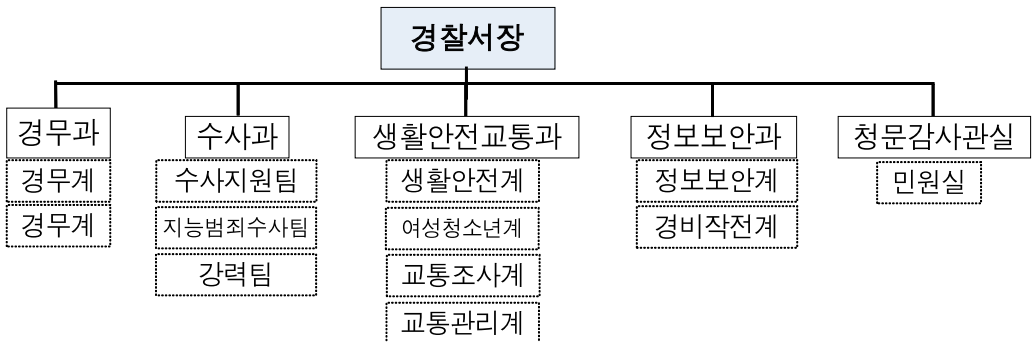 경찰서장
경무과
경무계
경무계
수사과
수사지원팀
지능범죄수사팀
강력팀
생활안전교통과
생활안전계
여성청소년계
교통조사계
교통관리계
정보보안과
정보보안계
경비작전계
청문감사관실
민원실